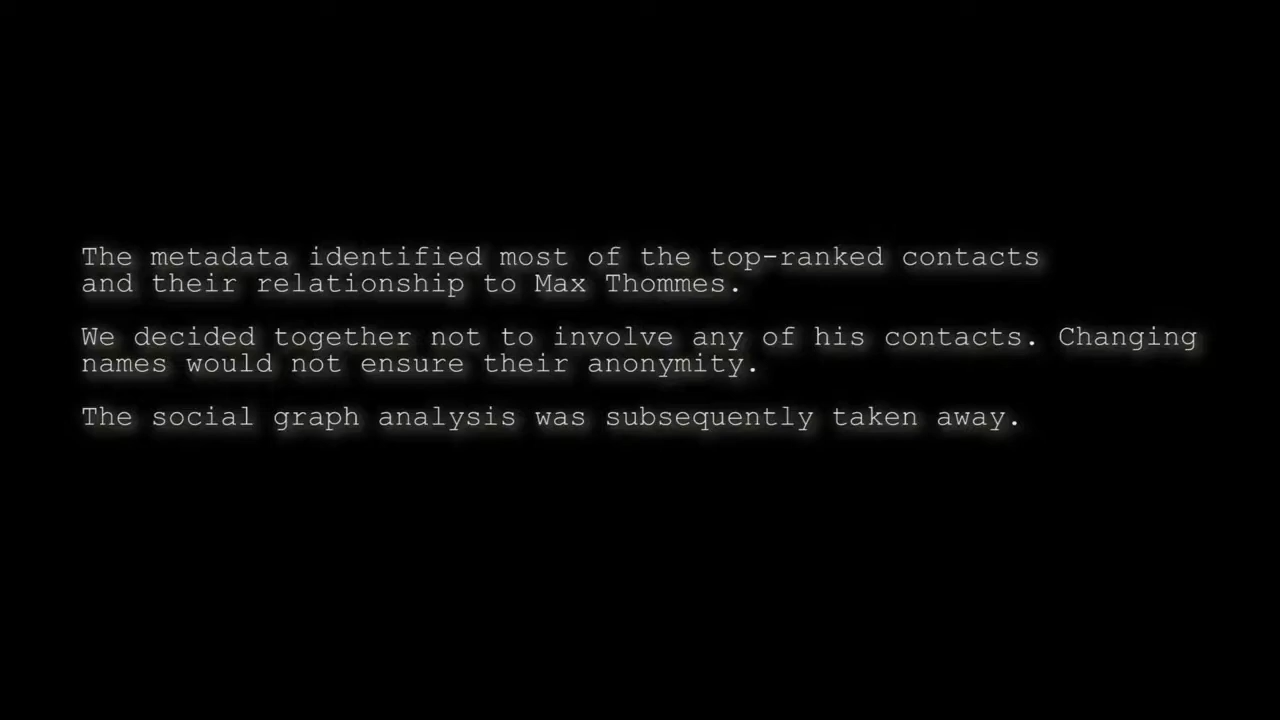 The metadata identified most of the top-ranked contacts
and their relationship to Max Thommes.
We decided together not to involve any of his contacts. Changing
names would not ensure their anonymity.
The social graph analysis was subsequently taken away.